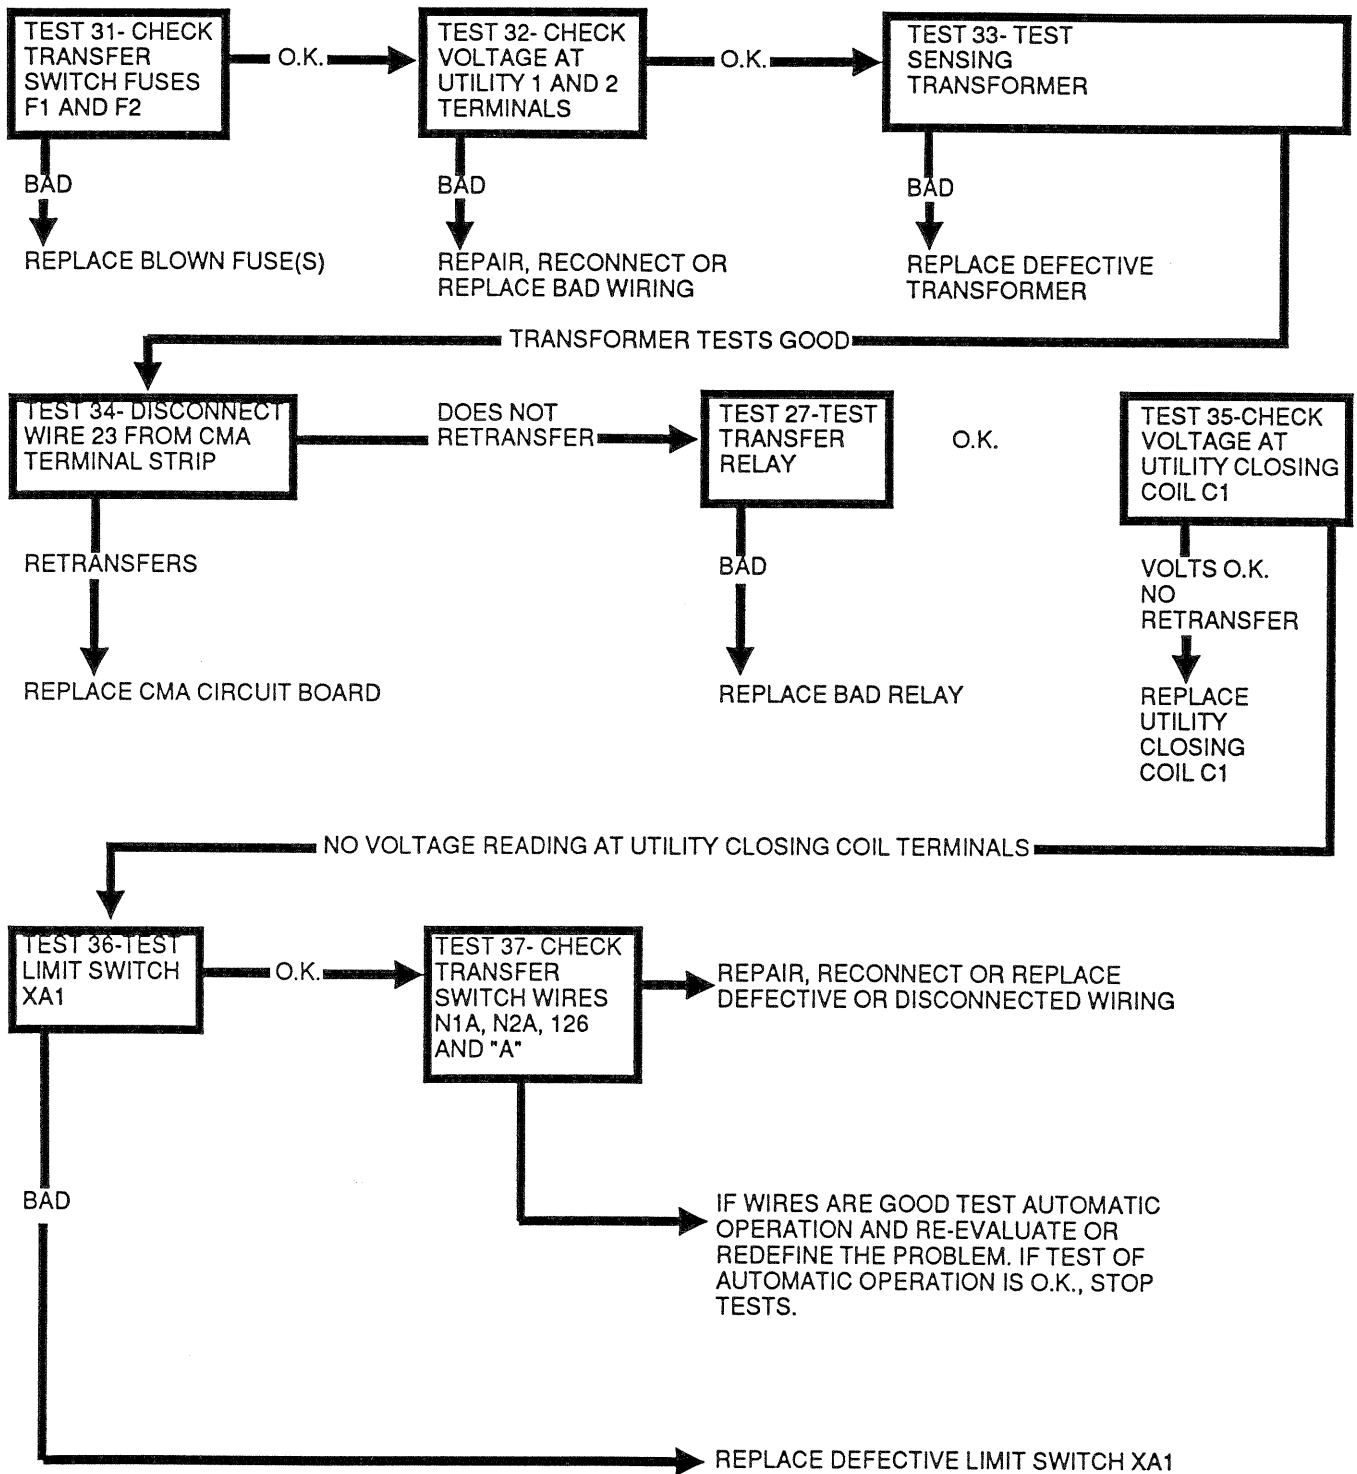 TEST 31- CHECK
TRANSFER
SWITCH FUSES
F1 AND F2
O.K.
TEST 32- CHECK
VOLTAGE AT
UTILITY 1 AND 2
TERMINALS
O.K.
TEST 33- TEST
SENSING
TRANSFORMER
BAD
REPLACE BLOWN FUSE(S)
BAD
REPAIR, RECONNECT OR
REPLACE BAD WIRING
BAD
REPLACE DEFECTIVE
TRANSFORMER
TRANSFORMER TESTS GOOD
TEST 34- DISCONNECT
WIRE 23 FROM CMA
TERMINAL STRIP
DOES NOT
RETRANSFER
TEST 27-TEST
TRANSFER
RELAY
O.K.
TEST 35-CHECK
VOLTAGE AT
UTILITY CLOSING
COIL C1
RETRANSFERS
REPLACE CMA CIRCUIT BOARD
BAD
REPLACE BAD RELAY
VOLTS O.K.
NO
RETRANSFER
REPLACE
UTILITY
CLOSING
COIL C1
NO VOLTAGE READING AT UTILITY CLOSING COIL TERMINALS
TEST 36-TEST
LIMIT SWITCH
XA1
O.K.
TEST 37- CHECK
TRANSFER
SWITCH WIRES
N1A, N2A, 126
AND "A"
REPAIR, RECONNECT OR REPLACE
DEFECTIVE OR DISCONNECTED WIRING
BAD
IF WIRES ARE GOOD TEST AUTOMATIC
OPERATION AND RE-EVALUATE OR
REDEFINE THE PROBLEM. IF TEST OF
AUTOMATIC OPERATION IS O.K., STOP
TESTS.
REPLACE DEFECTIVE LIMIT SWITCH XA1